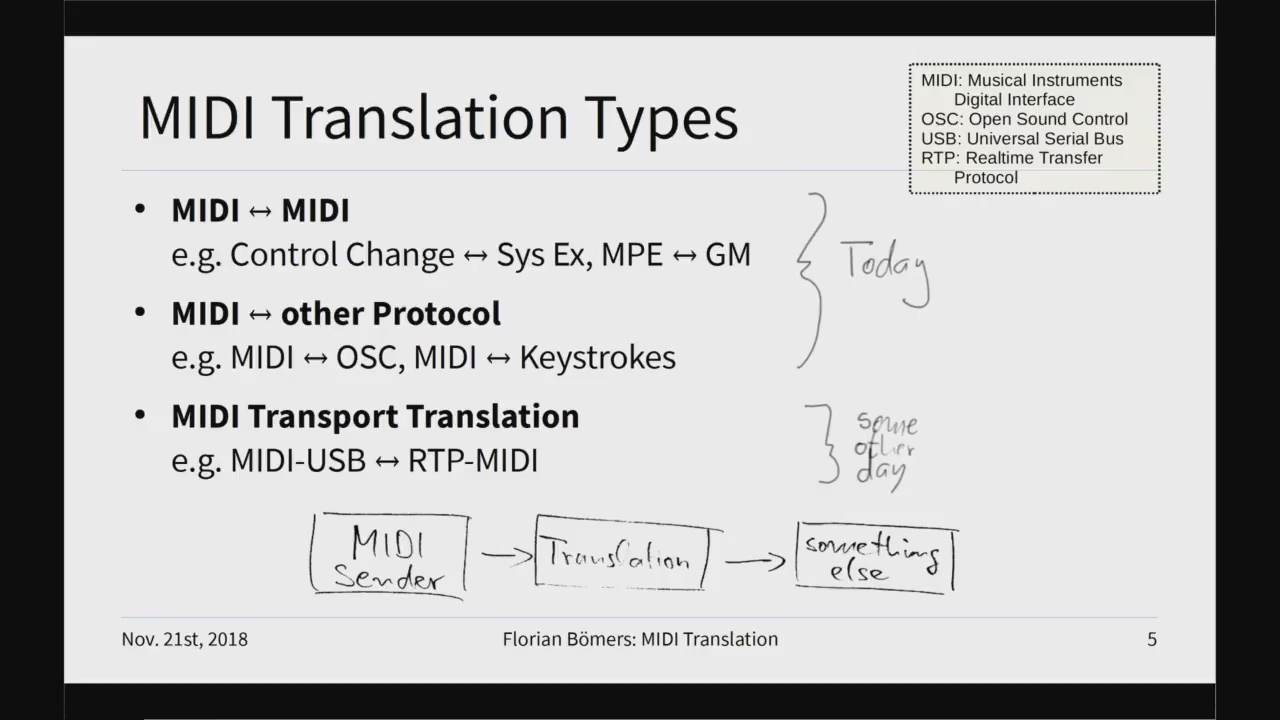 MIDI Translation Types
MIDI: Musical Instruments
Digital Interface
OSC: Open Sound Control
USB: Universal Serial Bus
RTP: Realtime Transfer
Protocol
• MIDI ↔ MIDI
e.g. Control Change ↔ Sys Ex, MPE ↔ GM
• MIDI ↔ other Protocol
e.g. MIDI ↔ OSC, MIDI ↔ Keystrokes
Today
• MIDI Transport Translation
e.g. MIDI-USB ↔ RTP-MIDI
some
other
day
MIDI
Sender
Translation
something
else
Nov. 21st, 2018
Florian Bömers: MIDI Translation
5